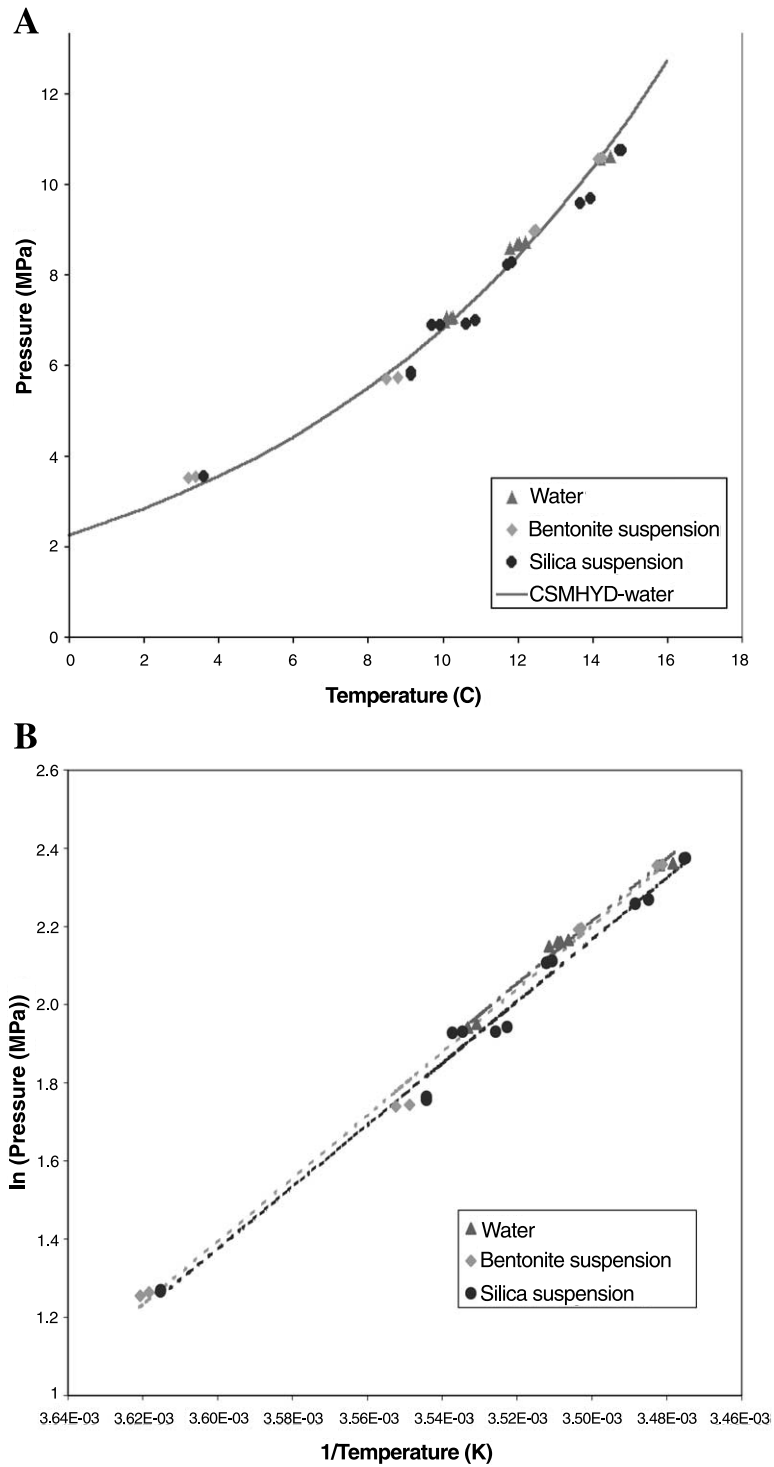 A
12
10
8
6
4
2
0
Pressure (MPa)
Water
Bentonite suspension
Silica suspension
CSMHYD-water
0 2 4 6 8 10 12 14 16 18
Temperature (C)
B
2.6
2.4
2.2
2.0
1.8
1.6
1.4
1.2
1
ln (Pressure (MPa))
Water
Bentonite suspension
Silica suspension
3.64E-03 3.62E-03 3.60E-03 3.58E-03 3.56E-03 3.54E-03 3.52E-03 3.50E-03 3.48E-03 3.46E-03
1/Temperature (K)